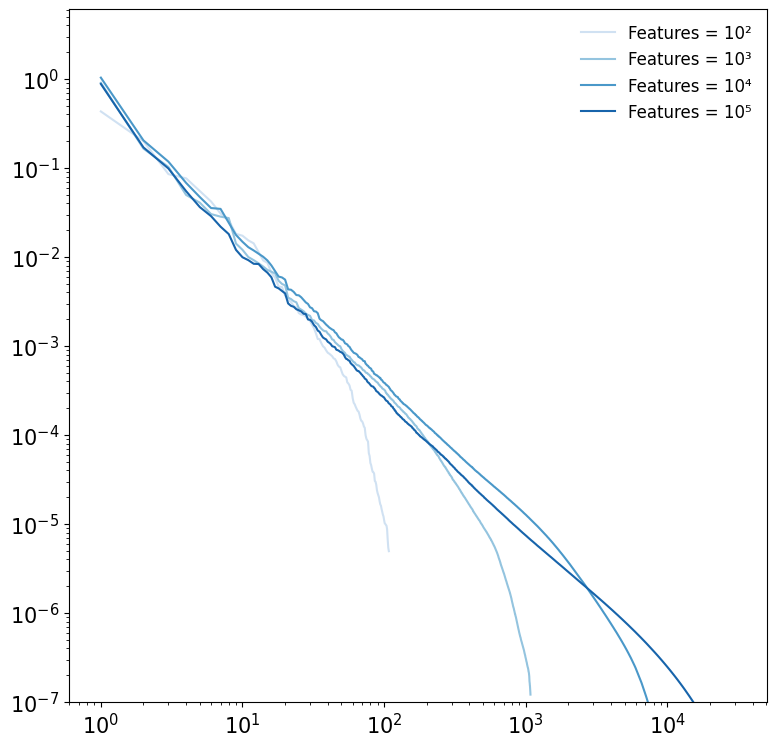 Features = 10²
Features = 10³
Features = 10⁴
Features = 10⁵
10⁰
10⁻¹
10⁻²
10⁻³
10⁻⁴
10⁻⁵
10⁻⁶
10⁻⁷
10⁰ 10¹ 10² 10³ 10⁴